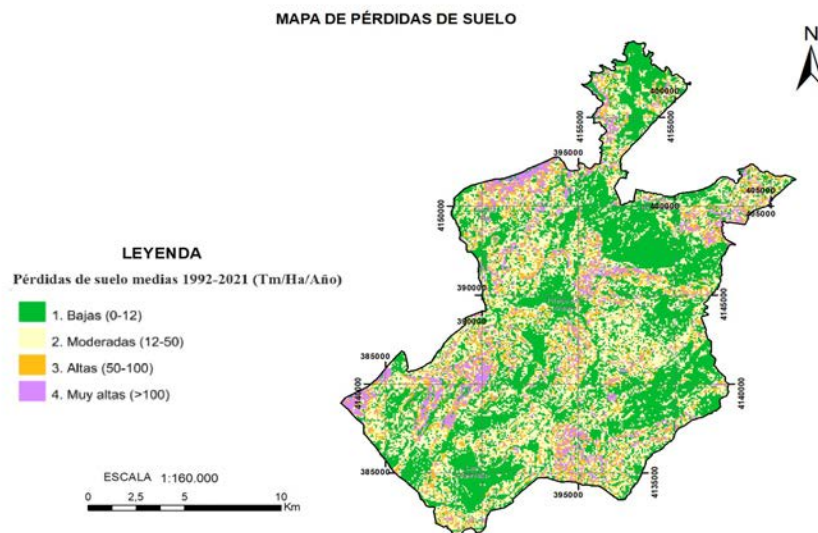 MAPA DE PÉRDIDAS DE SUELO
N
400000
4155000
4155000
395000
405000
400000
405000
4150000
390000
4145000
390000
385000
4140000
4140000
385000
395000
4135000
LEYENDA
Pérdidas de suelo medias 1992-2021 (Tm/Ha/Año)
1. Bajas (0-12)
2. Moderadas (12-50)
3. Altas (50-100)
4. Muy altas (>100)
ESCALA 1:160.000
0 2,5 5 10
Km